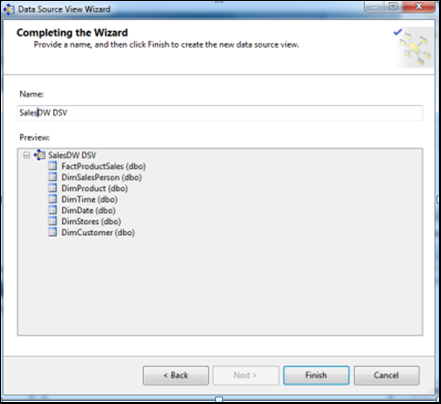 Data Source View Wizard
Completing the Wizard
Provide a name, and then click Finish to create the new data source view.
Name:
SalesDW DSV
Preview:
SalesDW DSV
FactProductSales (dbo)
DimSalesPerson (dbo)
DimProduct (dbo)
DimTime (dbo)
DimDate (dbo)
DimStores (dbo)
DimCustomer (dbo)
< Back
Next >
Finish
Cancel